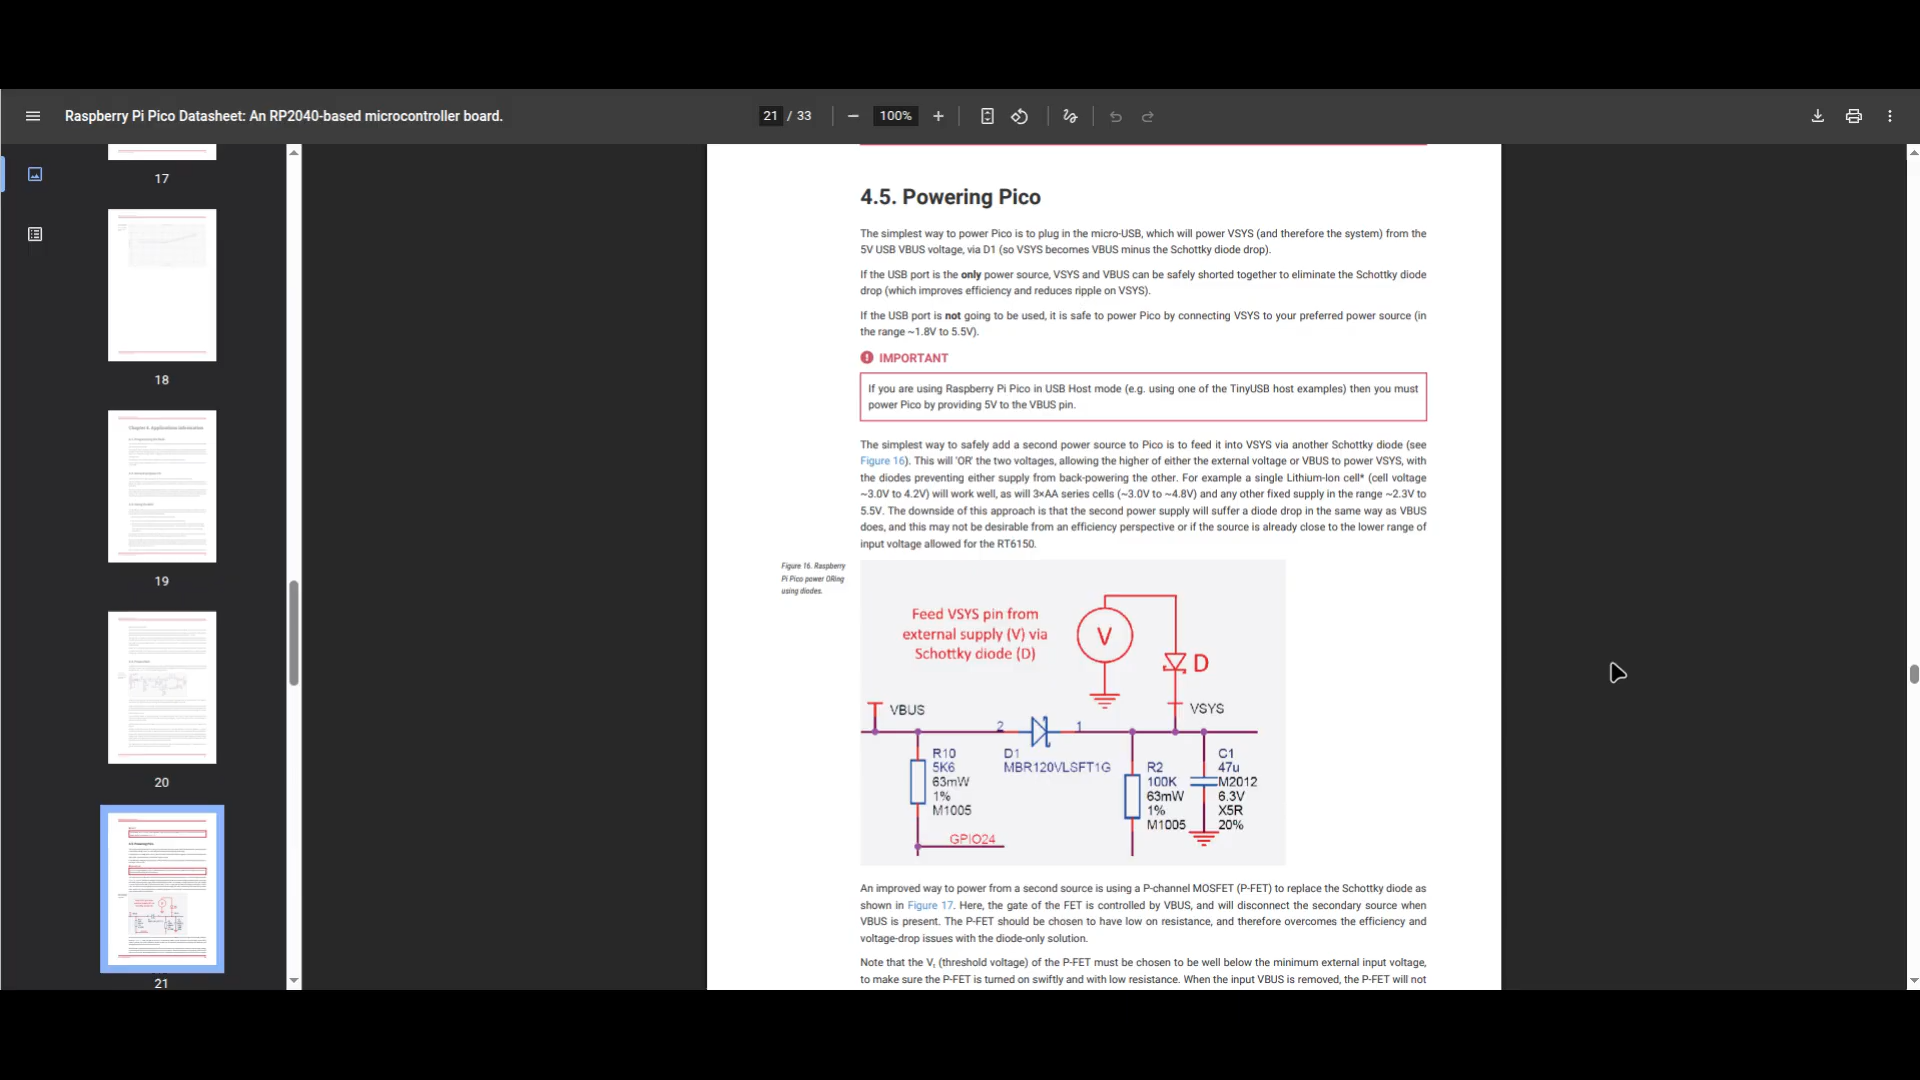 Raspberry Pi Pico Datasheet: An RP2040-based microcontroller board.
21 / 33
100%
17
18
19
20
21
4.5. Powering Pico
The simplest way to power Pico is to plug in the micro-USB, which will power VSYS (and therefore the system) from the
5V USB VBUS voltage, via D1 (so VSYS becomes VBUS minus the Schottky diode drop).
If the USB port is the only power source, VSYS and VBUS can be safely shorted together to eliminate the Schottky diode
drop (which improves efficiency and reduces ripple on VSYS).
If the USB port is not going to be used, it is safe to power Pico by connecting VSYS to your preferred power source (in
the range ~1.8V to 5.5V).
IMPORTANT
If you are using Raspberry Pi Pico in USB Host mode (e.g. using one of the TinyUSB host examples) then you must
power Pico by providing 5V to the VBUS pin.
The simplest way to safely add a second power source to Pico is to feed it into VSYS via another Schottky diode (see
Figure 16). This will 'OR' the two voltages, allowing the higher of either the external voltage or VBUS to power VSYS, with
the diodes preventing either supply from back-powering the other. For example a single Lithium-Ion cell* (cell voltage
~3.0V to 4.2V) will work well, as will 3×AA series cells (~3.0V to ~4.8V) and any other fixed supply in the range ~2.3V to
5.5V. The downside of this approach is that the second power supply will suffer a diode drop in the same way as VBUS
does, and this may not be desirable from an efficiency perspective or if the source is already close to the lower range of
input voltage allowed for the RT6150.
Figure 16. Raspberry
Pi Pico power ORing
using diodes.
Feed VSYS pin from
external supply (V) via
Schottky diode (D)
V
D
VBUS
VSYS
2
1
R10
5K6
63mW
1%
M1005
D1
MBR120VLSFT1G
R2
100K
63mW
1%
M1005
C1
47u
M2012
6.3V
X5R
20%
GPIO24
An improved way to power from a second source is using a P-channel MOSFET (P-FET) to replace the Schottky diode as
shown in Figure 17. Here, the gate of the FET is controlled by VBUS, and will disconnect the secondary source when
VBUS is present. The P-FET should be chosen to have low on resistance, and therefore overcomes the efficiency and
voltage-drop issues with the diode-only solution.
Note that the Vt (threshold voltage) of the P-FET must be chosen to be well below the minimum external input voltage,
to make sure the P-FET is turned on swiftly and with low resistance. When the input VBUS is removed, the P-FET will not